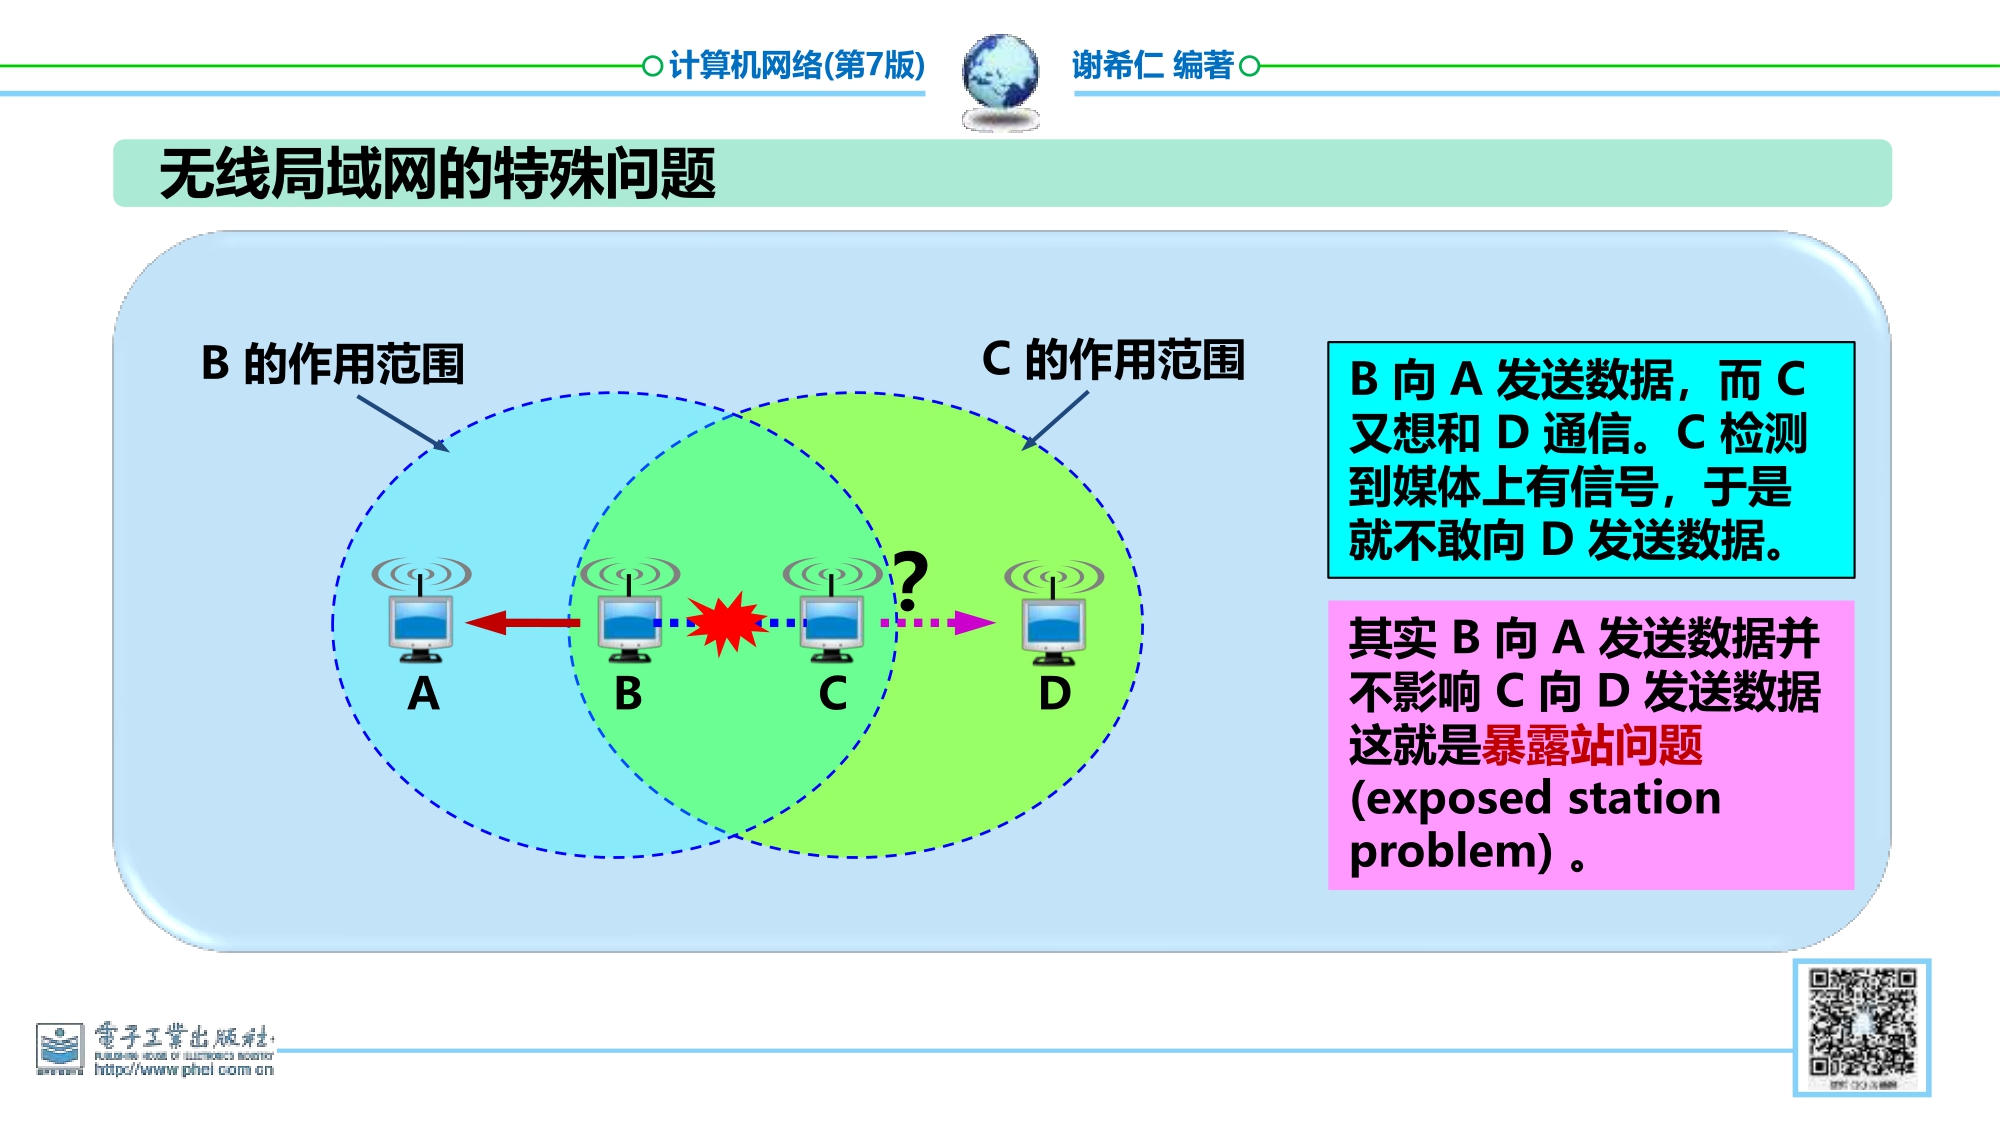 计算机网络(第7版)
谢希仁 编著
无线局域网的特殊问题
B 的作用范围
C 的作用范围
?
A
B
C
D
B 向 A 发送数据，而 C
又想和 D 通信。C 检测
到媒体上有信号，于是
就不敢向 D 发送数据。
其实 B 向 A 发送数据并
不影响 C 向 D 发送数据
这就是暴露站问题
(exposed station
problem) 。
電子工業出版社
PUBLISHING HOUSE OF ELECTRONICS INDUSTRY
http://www.phei.com.cn